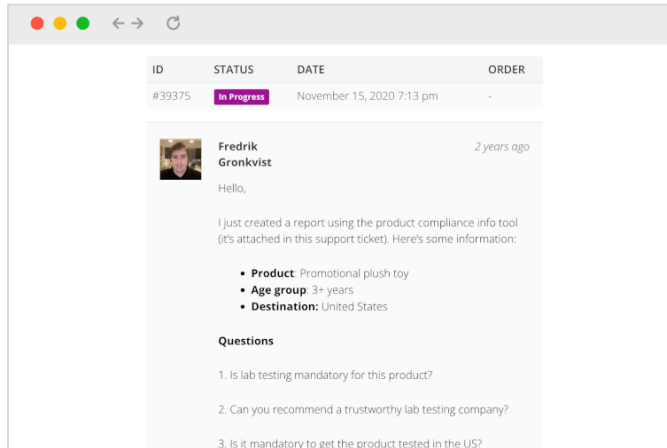 ID STATUS DATE ORDER
#39375 In Progress November 15, 2020 7:13 pm -
Fredrik 2 years ago
Gronkvist
Hello,
I just created a report using the product compliance info tool
(it's attached in this support ticket). Here's some information:
• Product: Promotional plush toy
• Age group: 3+ years
• Destination: United States
Questions
1. Is lab testing mandatory for this product?
2. Can you recommend a trustworthy lab testing company?
3. Is it mandatory to get the product tested in the US?